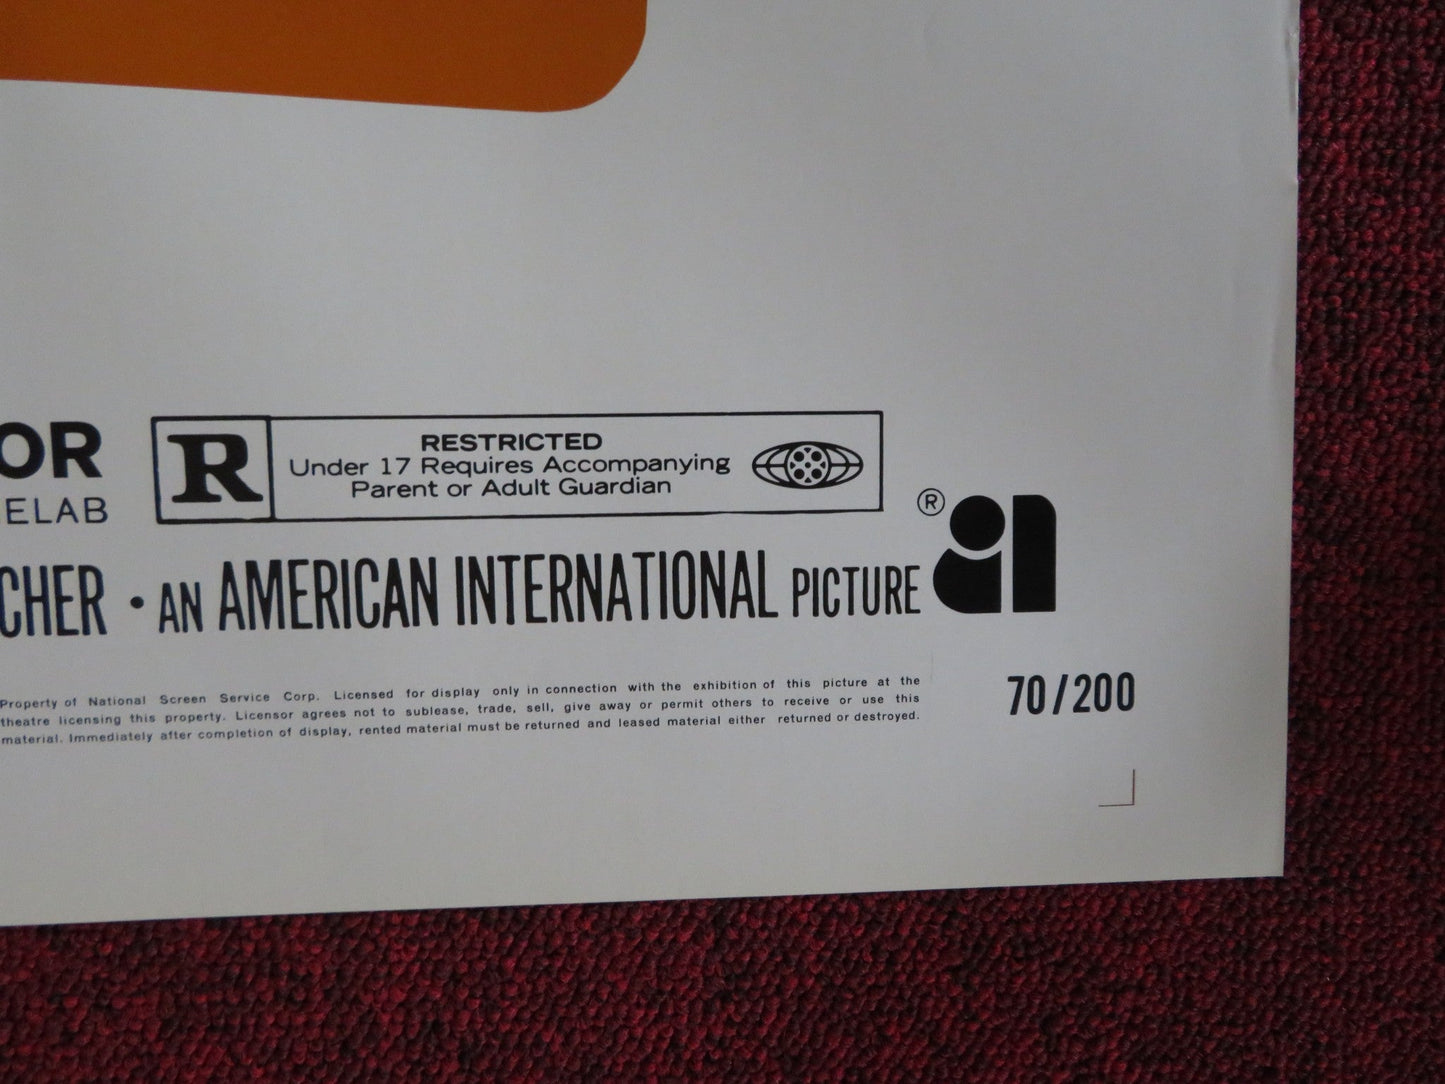 OR
ELAB
R
RESTRICTED
Under 17 Requires Accompanying
Parent or Adult Guardian
®
CHER • AN AMERICAN INTERNATIONAL PICTURE
Property of National Screen Service Corp. Licensed for display only in connection with the exhibition of this picture at the
theatre licensing this property. Licensor agrees not to sublease, trade, sell, give away or permit others to receive or use this
material. Immediately after completion of display, rented material must be returned and leased material either returned or destroyed.
70/200